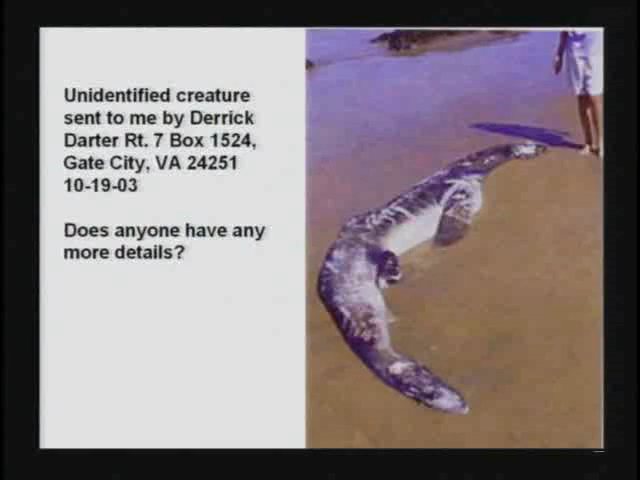 Unidentified creature
sent to me by Derrick
Darter Rt. 7 Box 1524,
Gate City, VA 24251
10-19-03
Does anyone have any
more details?